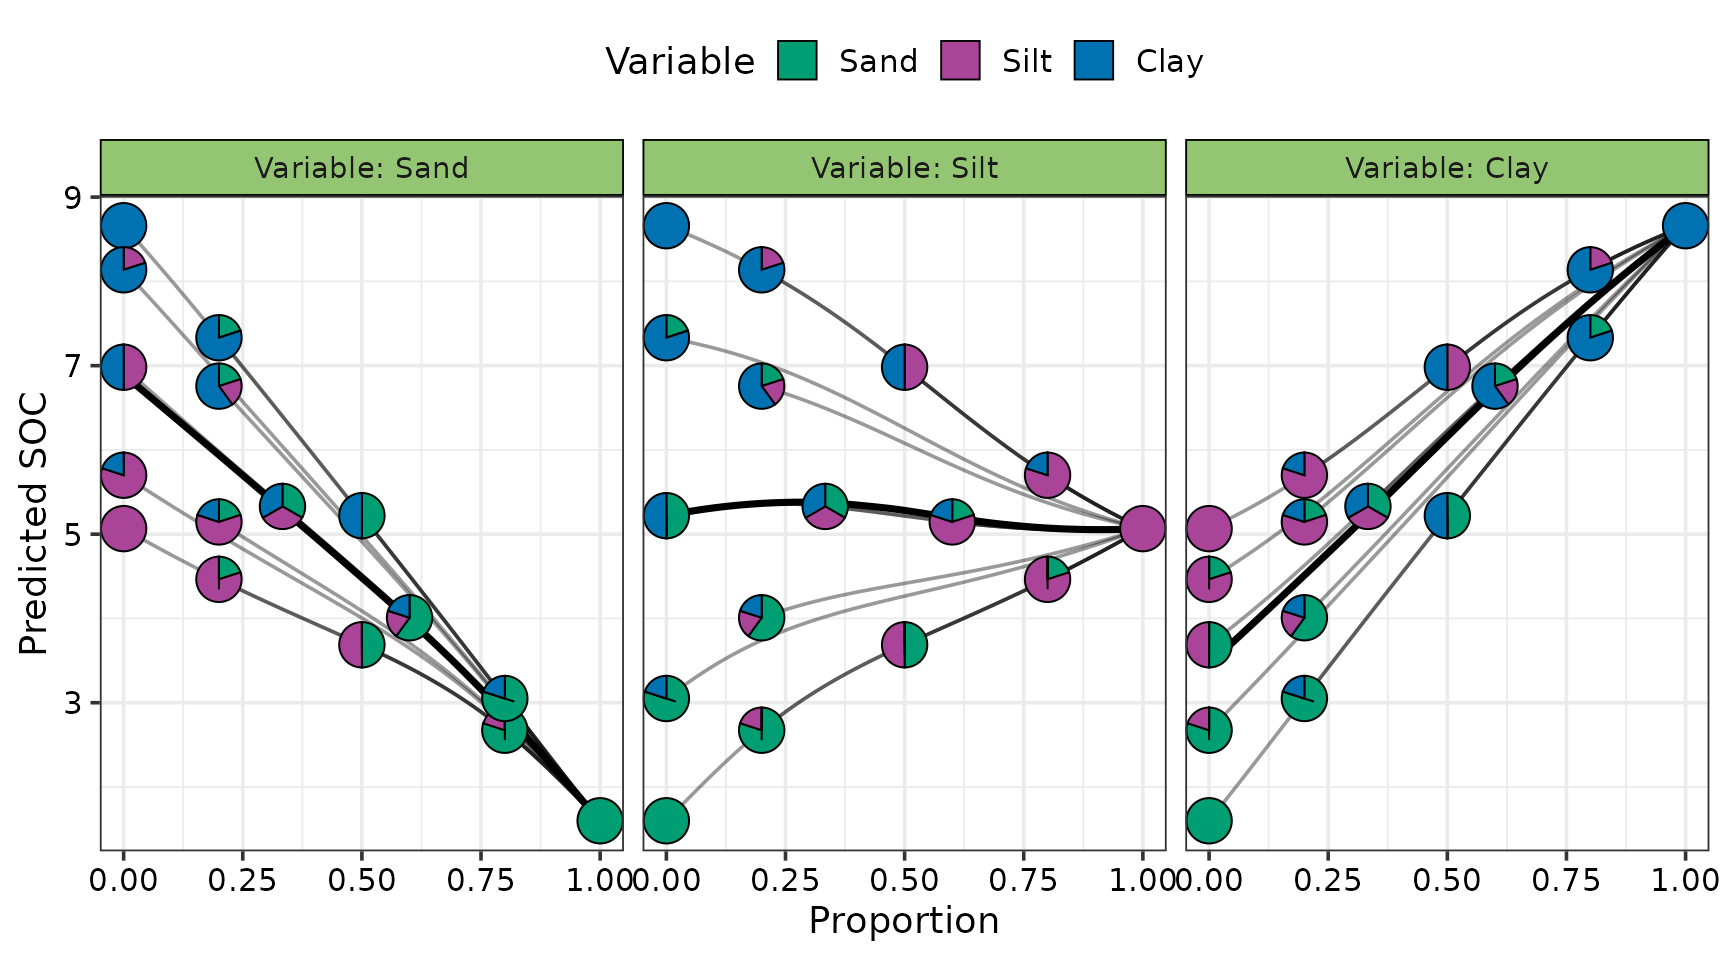 Variable Sand Silt Clay
Variable: Sand Variable: Silt Variable: Clay
9
7
5
3
Predicted SOC
0.00 0.25 0.50 0.75 1.00 0.00 0.25 0.50 0.75 1.00 0.00 0.25 0.50 0.75 1.00
Proportion